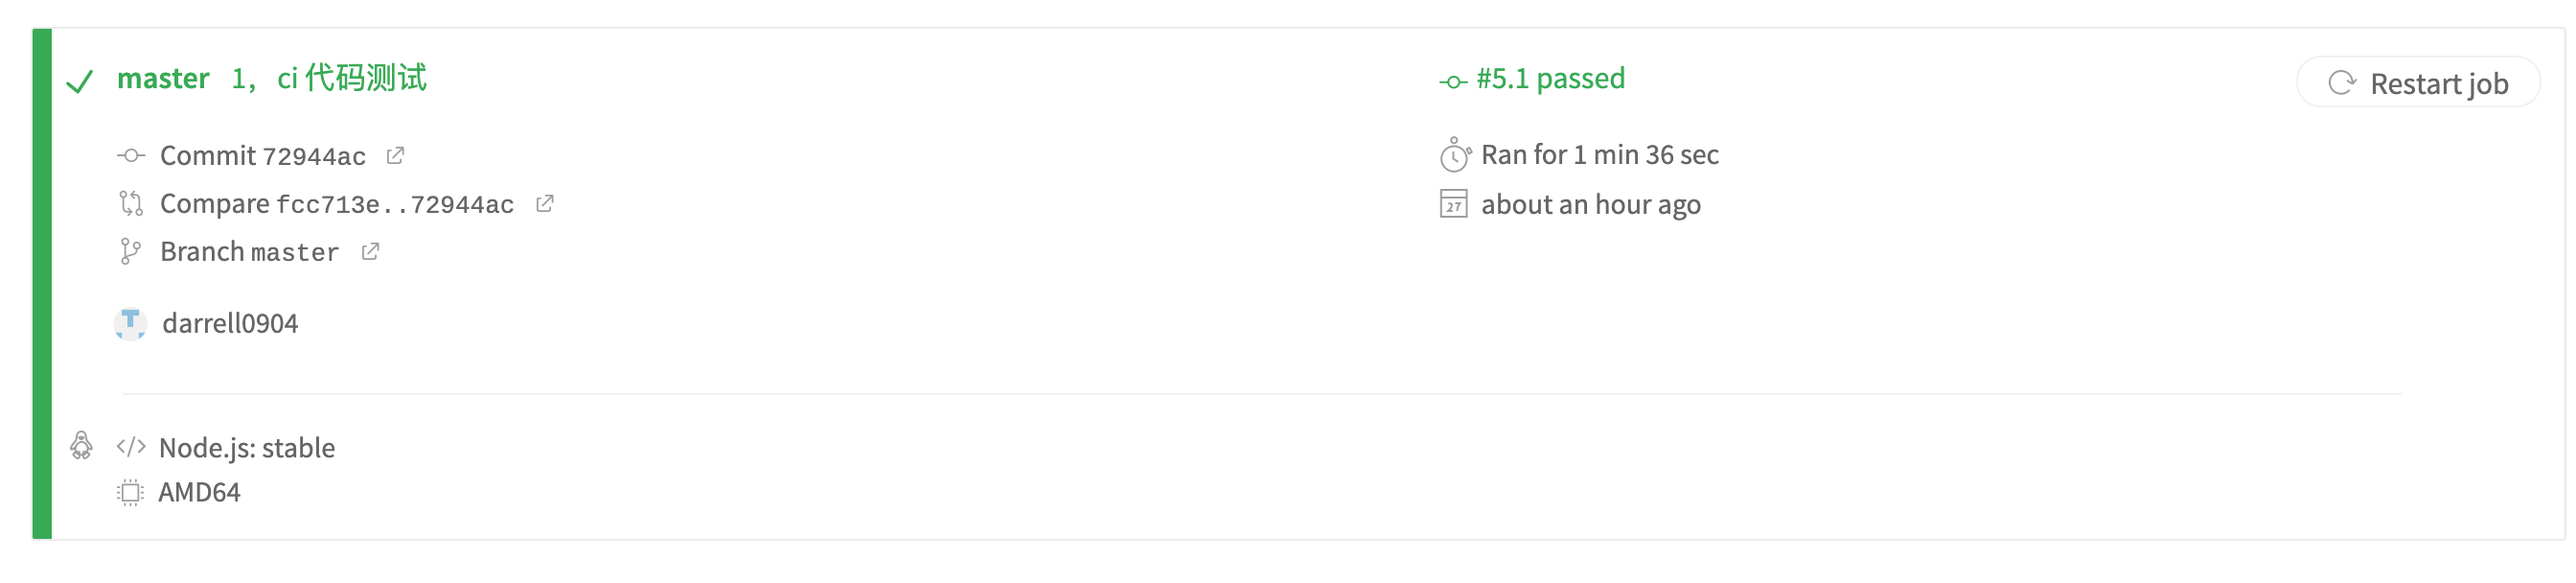 master 1，ci 代码测试
#5.1 passed
Restart job
Commit 72944ac
Compare fcc713e..72944ac
Branch master
Ran for 1 min 36 sec
27 about an hour ago
darrell0904
Node.js: stable
AMD64